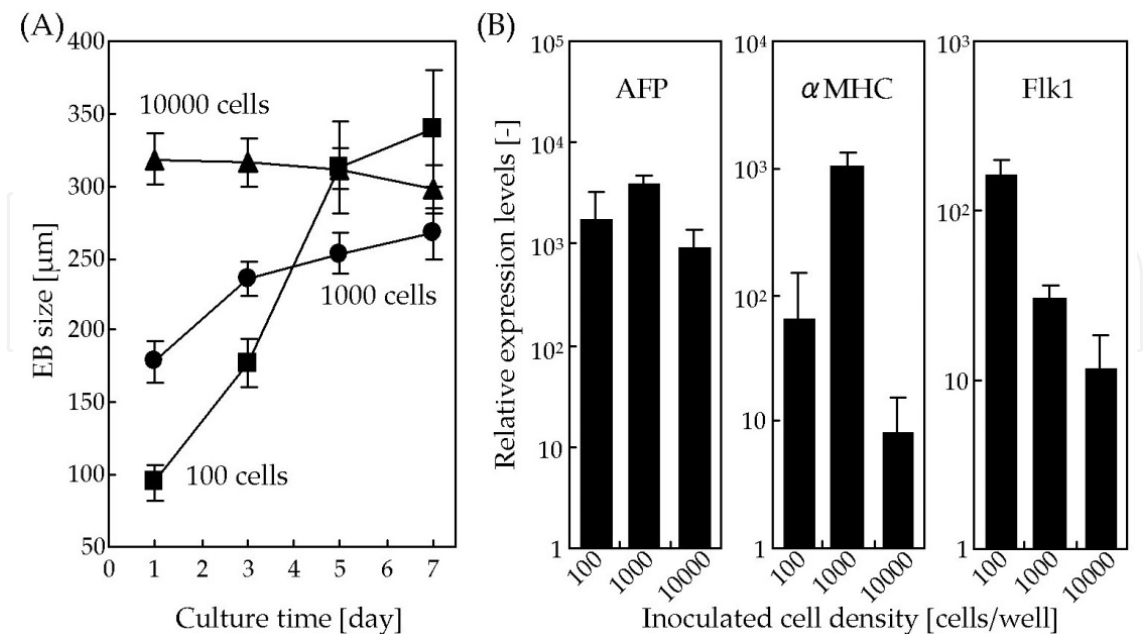 (A)
400
350
300
250
200
150
100
50
EB size [μm]
10000 cells
1000 cells
100 cells
0 1 2 3 4 5 6 7
Culture time [day]
(B)
Relative expression levels [-]
AFP
10⁵
10⁴
10³
10²
10
1
100 1000 10000
αMHC
10⁴
10³
10²
10
1
100 1000 10000
Flk1
10³
10²
10
1
100 1000 10000
Inoculated cell density [cells/well]